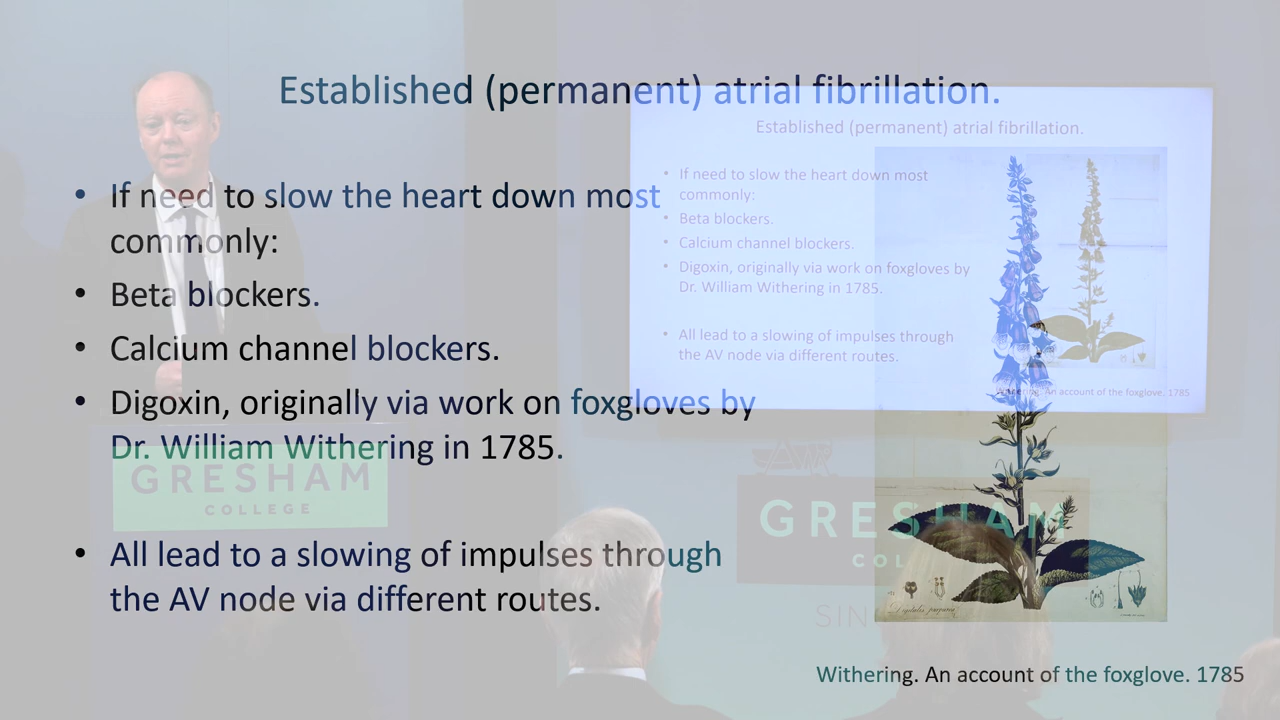 Established (permanent) atrial fibrillation.
• If need to slow the heart down most
commonly:
• Beta blockers.
• Calcium channel blockers.
• Digoxin, originally via work on foxgloves by
Dr. William Withering in 1785.
• All lead to a slowing of impulses through
the AV node via different routes.
Withering. An account of the foxglove. 1785
Established (permanent) atrial fibrillation.
• If need to slow the heart down most
commonly:
• Beta blockers.
• Calcium channel blockers.
• Digoxin, originally via work on foxgloves by
Dr. William Withering in 1785.
• All lead to a slowing of impulses through
the AV node via different routes.
Withering. An account of the foxglove. 1785
GRESHAM
COLLEGE
GRESHAM